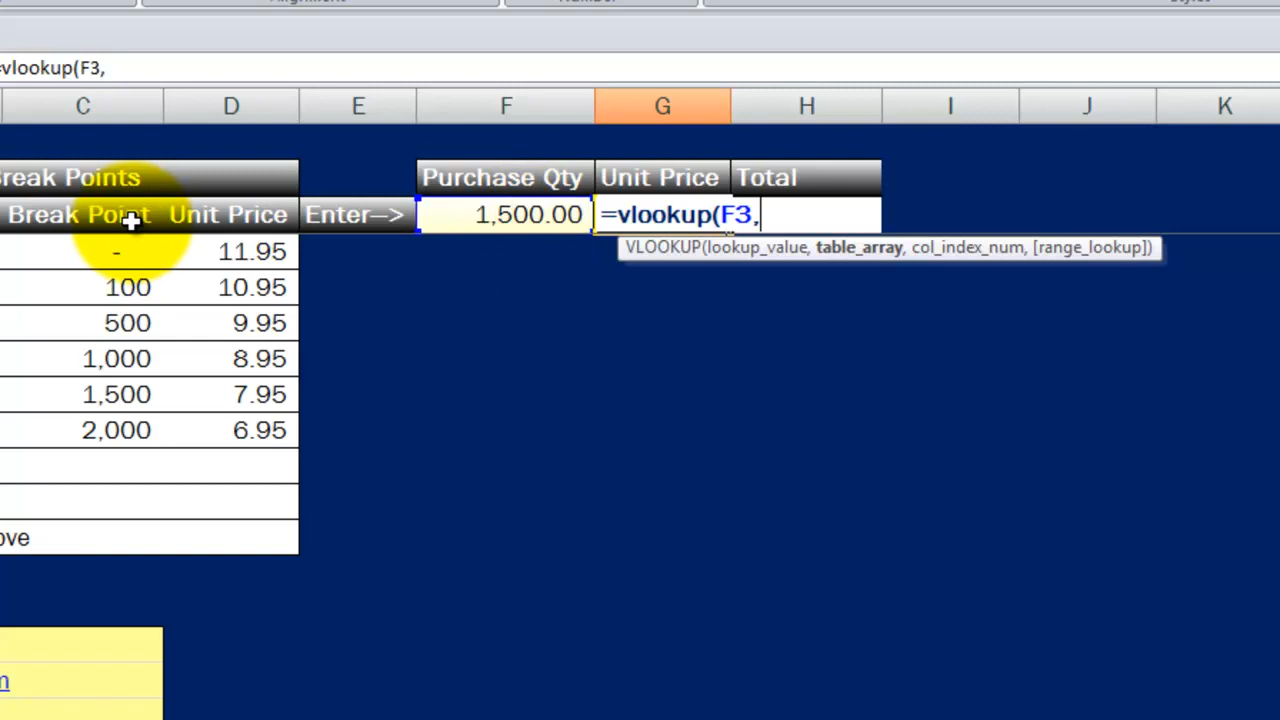 =vlookup(F3,
C D E F G H I J K
Break Points Purchase Qty Unit Price Total
Break Point Unit Price Enter--> 1,500.00 =vlookup(F3,
- 11.95 VLOOKUP(lookup_value, table_array, col_index_num, [range_lookup])
100 10.95
500 9.95
1,000 8.95
1,500 7.95
2,000 6.95
ove
m